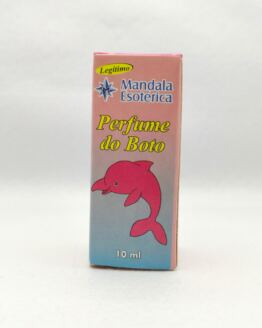 Legítimo
Mandala
Esotérica
Perfume
do Boto
10 ml